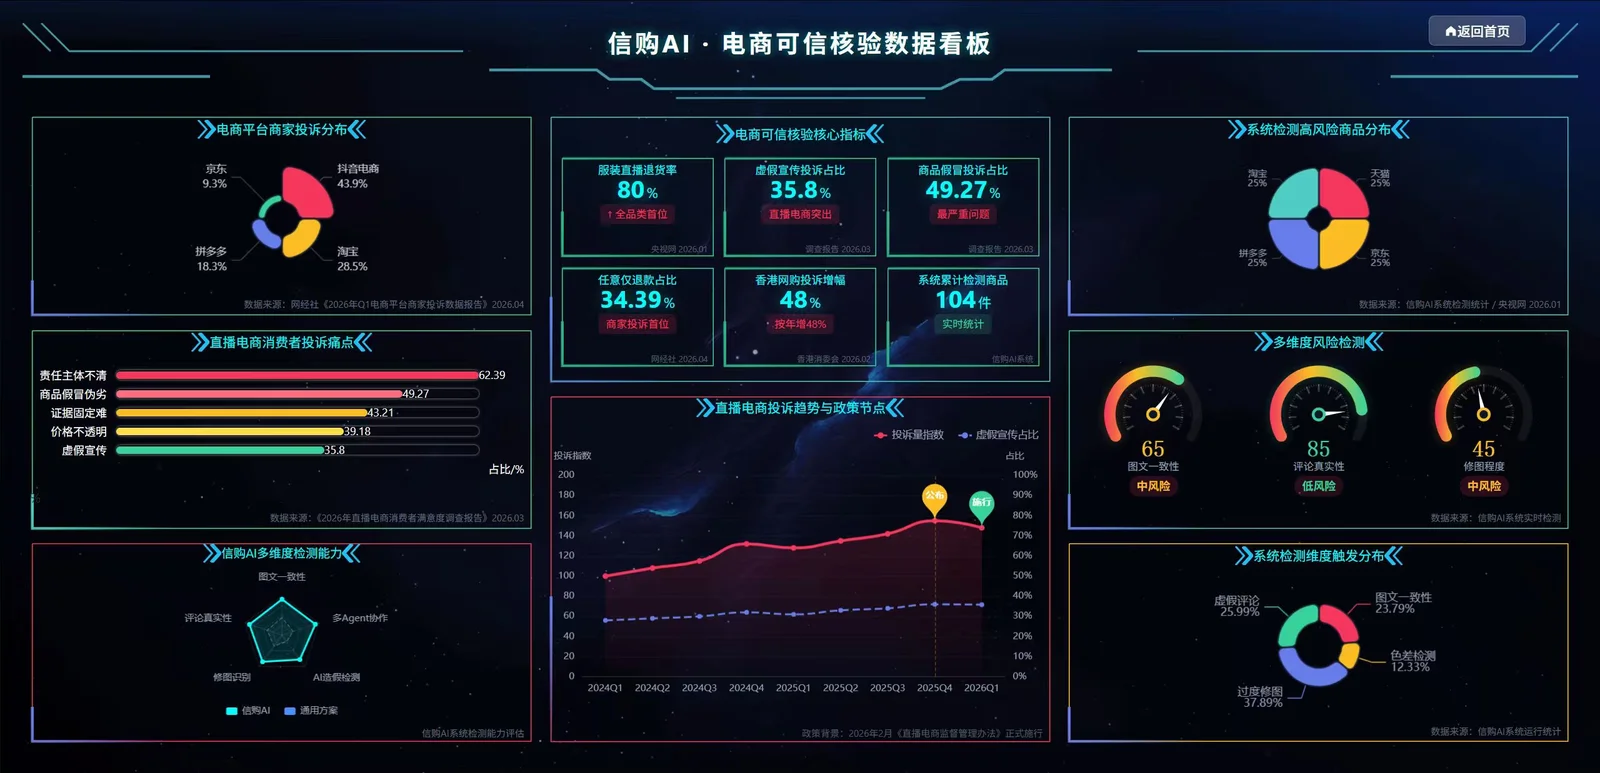 信购AI · 电商可信核验数据看板
返回首页
电商平台商家投诉分布
京东
9.3%
抖音电商
43.9%
拼多多
18.3%
淘宝
28.5%
数据来源：网经社《2026年Q1电商平台商家投诉数据报告》2026.04
直播电商消费者投诉痛点
责任主体不清
62.39
商品假冒伪劣
49.27
证据固定难
43.21
价格不透明
39.18
虚假宣传
35.8
占比/%
数据来源：《2026年直播电商消费者满意度调查报告》2026.03
信购AI多维度检测能力
图文一致性
评论真实性
多Agent协作
修图识别
AI造假检测
信购AI
通用方案
信购AI系统检测能力评估
电商可信核验核心指标
服装直播退货率
80%
↑ 全品类首位
央视网 2026.01
虚假宣传投诉占比
35.8%
直播电商突出
调查报告 2026.03
商品假冒投诉占比
49.27%
最严重问题
调查报告 2026.03
任意仅退款占比
34.39%
商家投诉首位
网经社 2026.04
香港网购投诉增幅
48%
按年增48%
香港消委会 2026.02
系统累计检测商品
104件
实时统计
信购AI系统
直播电商投诉趋势与政策节点
投诉量指数
虚假宣传占比
投诉指数
占比
200
180
160
140
120
100
80
60
40
20
0
100%
90%
80%
70%
60%
50%
40%
30%
20%
10%
0%
公布
施行
2024Q1
2024Q2
2024Q3
2024Q4
2025Q1
2025Q2
2025Q3
2025Q4
2026Q1
政策背景：2026年2月《直播电商监督管理办法》正式施行
系统检测高风险商品分布
淘宝
25%
天猫
25%
拼多多
25%
京东
25%
数据来源：信购AI系统检测统计 / 央视网 2026.01
多维度风险检测
65
图文一致性
中风险
85
评论真实性
低风险
45
修图程度
中风险
数据来源：信购AI系统实时检测
系统检测维度触发分布
虚假评论
25.99%
图文一致性
23.79%
色差检测
12.33%
过度修图
37.89%
数据来源：信购AI系统运行统计